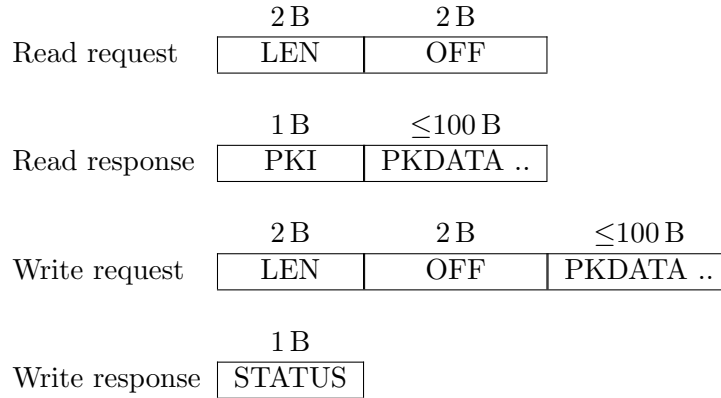 2 B 2 B
Read request LEN OFF
1 B ≤100 B
Read response PKI PKDATA ..
2 B 2 B ≤100 B
Write request LEN OFF PKDATA ..
1 B
Write response STATUS